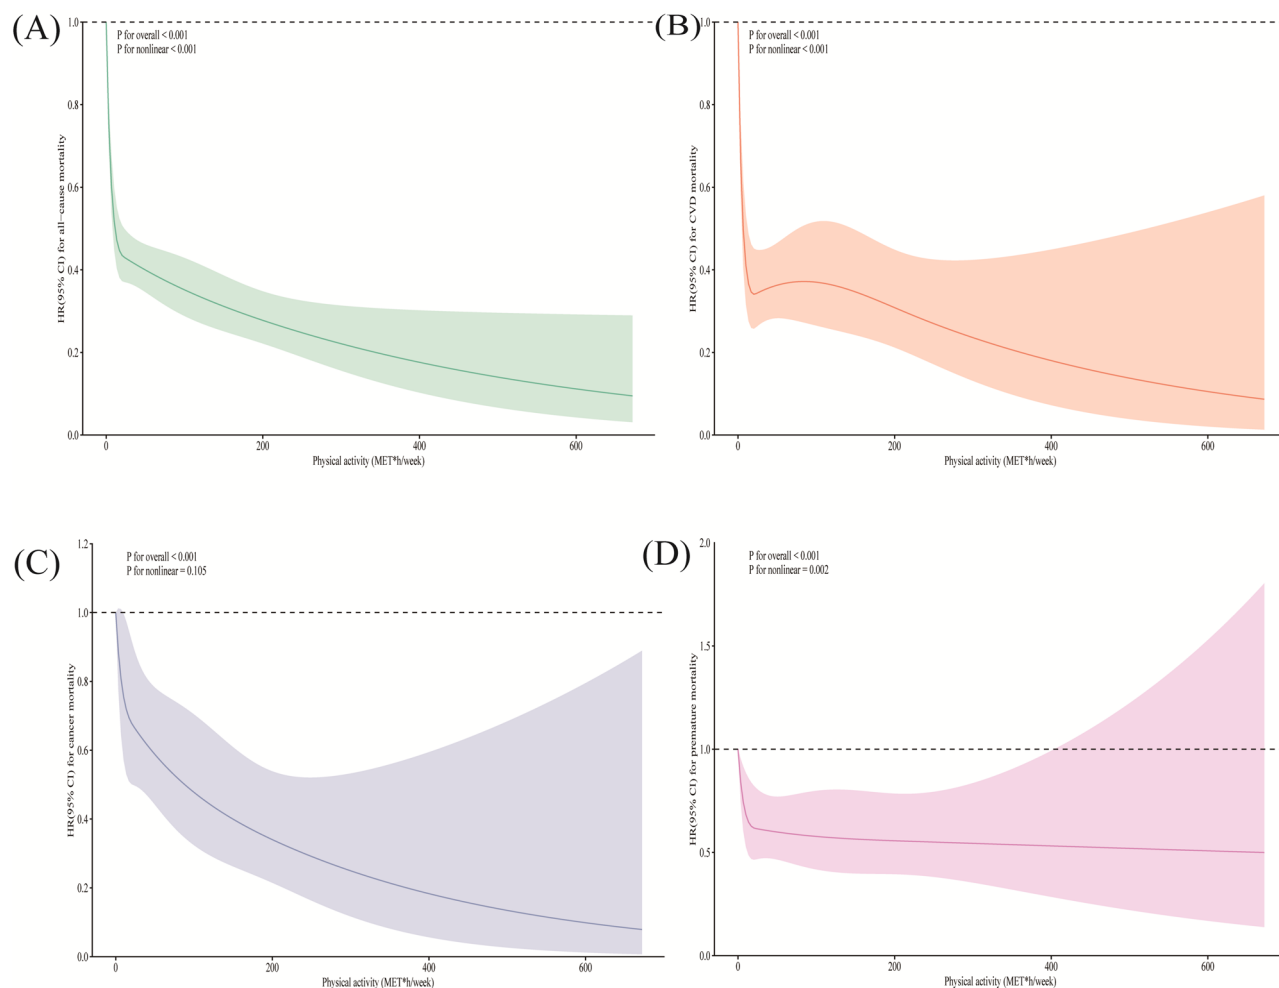 (A)
P for overall < 0.001
P for nonlinear < 0.001
HR(95% CI) for all−cause mortality
1.0
0.8
0.6
0.4
0.2
0.0
0 200 400 600
Physical activity (MET*h/week)
(B)
P for overall < 0.001
P for nonlinear < 0.001
HR(95% CI) for CVD mortality
1.0
0.8
0.6
0.4
0.2
0.0
0 200 400 600
Physical activity (MET*h/week)
(C)
P for overall < 0.001
P for nonlinear = 0.105
HR(95% CI) for cancer mortality
1.2
1.0
0.8
0.6
0.4
0.2
0.0
0 200 400 600
Physical activity (MET*h/week)
(D)
P for overall < 0.001
P for nonlinear = 0.002
HR(95% CI) for premature mortality
2.0
1.5
1.0
0.5
0.0
0 200 400 600
Physical activity (MET*h/week)